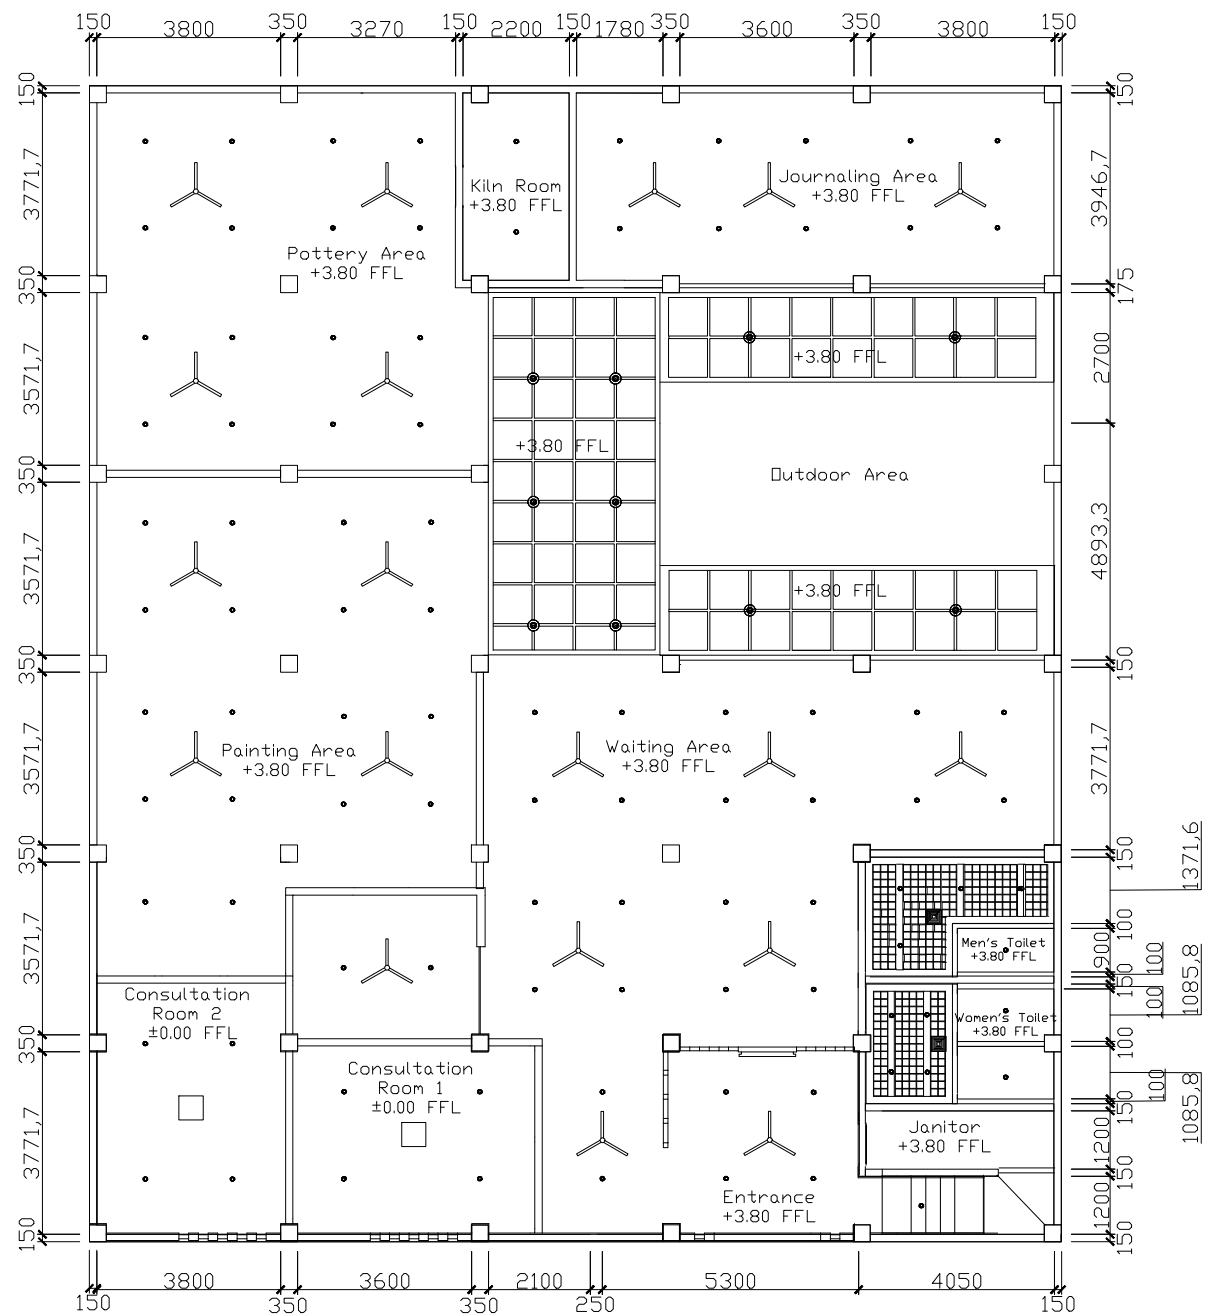 150 3800 350 3270 150 2200 150 1780 350 3600 350 3800 150
150
3771,7
350
3571,7
350
3571,7
350
3571,7
350
3571,7
350
3771,7
150
Kiln Room
+3.80 FFL
Journaling Area
+3.80 FFL
Pottery Area
+3.80 FFL
+3.80 FFL
+3.80 FFL
Outdoor Area
+3.80 FFL
Painting Area
+3.80 FFL
Waiting Area
+3.80 FFL
Men's Toilet
+3.80 FFL
Consultation
Room 2
±0.00 FFL
Women's Toilet
+3.80 FFL
Consultation
Room 1
±0.00 FFL
Janitor
+3.80 FFL
Entrance
+3.80 FFL
150
3946,7
175
2700
4893,3
150
3771,7
150
1371,6
100
900
100
150
1085,8
100
100
100
1085,8
150
1200
150
1200
150
3800 3600 2100 5300 4050
150 350 350 250 150